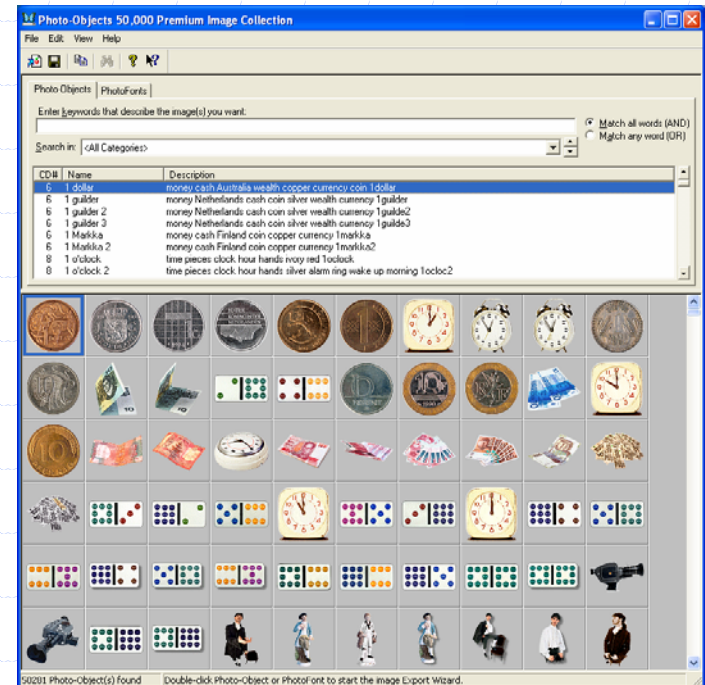 Photo-Objects 50,000 Premium Image Collection
File Edit View Help
Photo-Objects PhotoFonts
Enter keywords that describe the image(s) you want:
Match all words (AND)
Match any word (OR)
Search in: <All Categories>
CD# Name Description
6 1 dollar money cash Australia wealth copper currency coin 1dollar
6 1 guilder money Netherlands cash coin silver wealth currency 1guilder
6 1 guilder 2 money Netherlands cash coin silver wealth currency 1guilde2
6 1 guilder 3 money Netherlands cash coin silver wealth currency 1guilde3
6 1 Markka money cash Finland coin copper currency 1markka
6 1 Markka 2 money cash Finland coin copper currency 1markka2
8 1 o'clock time pieces clock hour hands ivory red 1oclock
8 1 o'clock 2 time pieces clock hour hands silver alarm ring wake up morning 1ocloc2
10
50281 Photo-Object(s) found Double-click Photo-Object or PhotoFont to start the image Export Wizard.